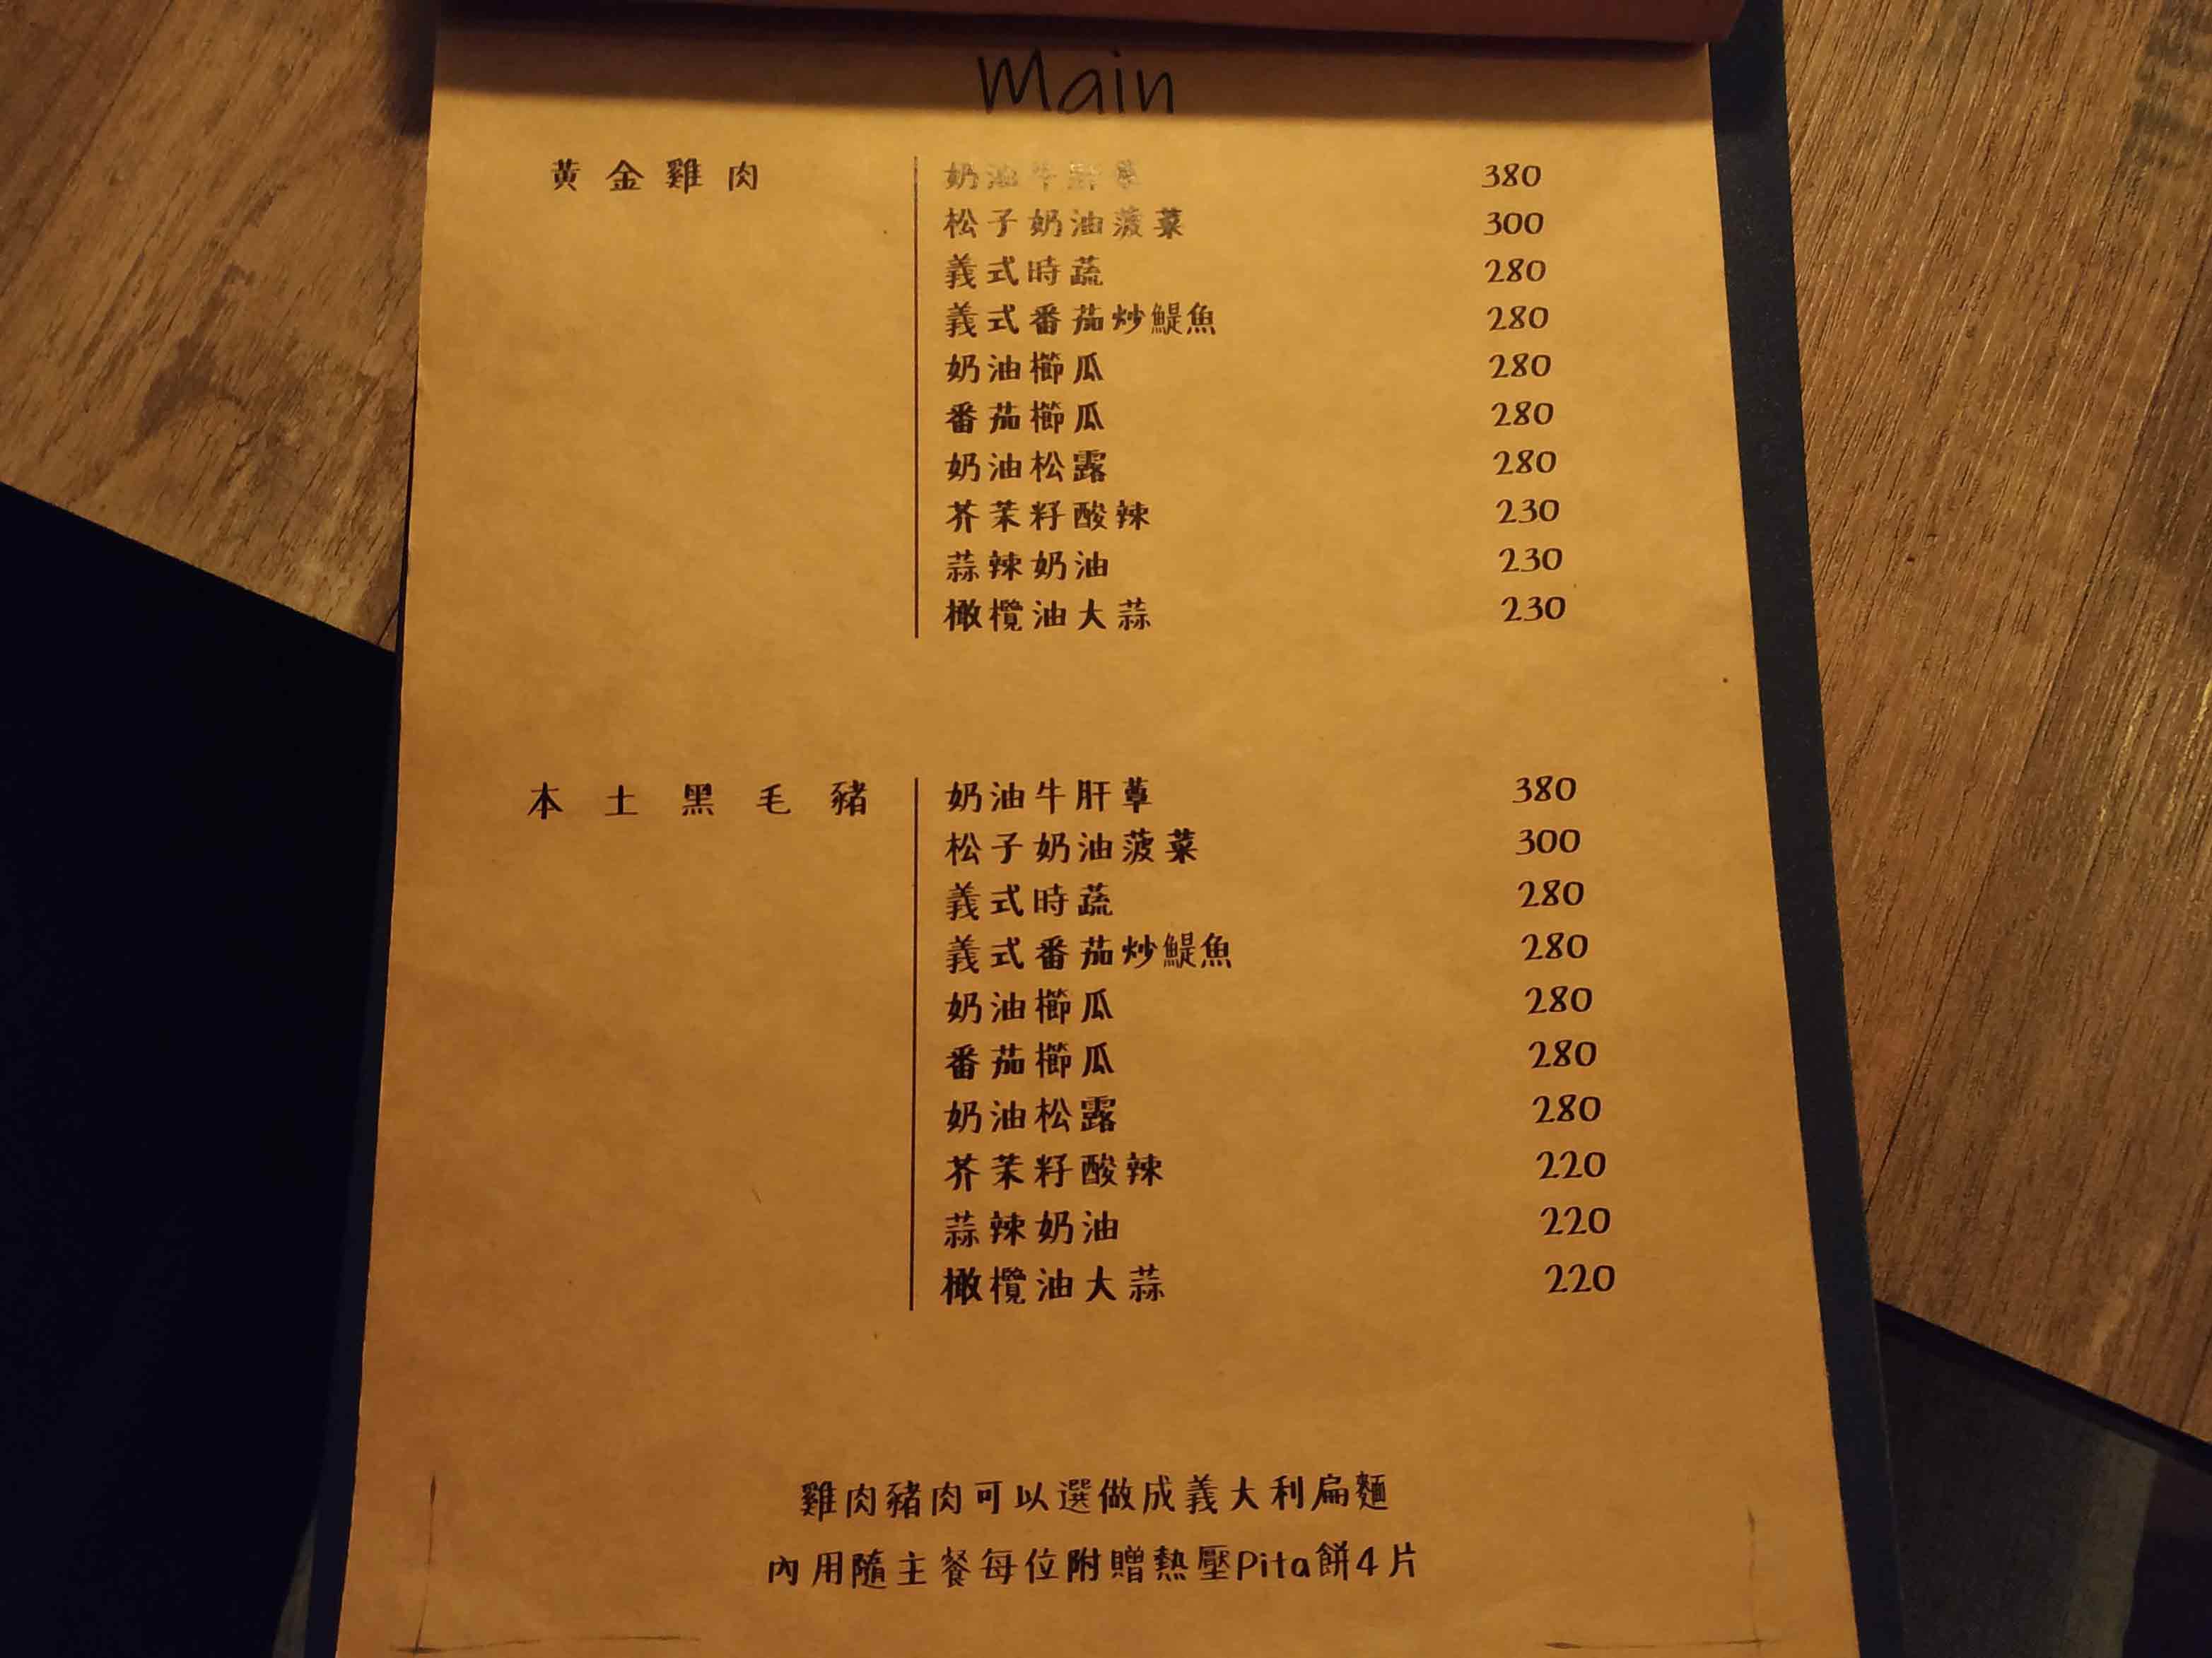 Main
黃金雞肉 奶油牛肝蕈 380
松子奶油菠菜 300
義式時蔬 280
義式番茄炒鯷魚 280
奶油櫛瓜 280
番茄櫛瓜 280
奶油松露 280
芥茉籽酸辣 230
蒜辣奶油 230
橄欖油大蒜 230
本土黑毛豬 奶油牛肝蕈 380
松子奶油菠菜 300
義式時蔬 280
義式番茄炒鯷魚 280
奶油櫛瓜 280
番茄櫛瓜 280
奶油松露 280
芥茉籽酸辣 220
蒜辣奶油 220
橄欖油大蒜 220
雞肉豬肉可以選做成義大利扁麵
內用隨主餐每位附贈熱壓Pita餅4片